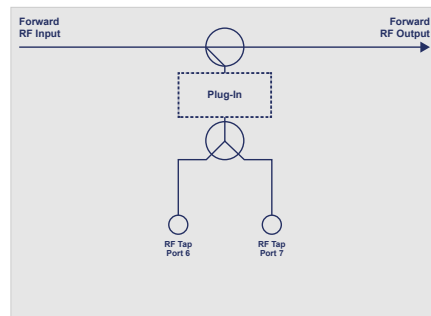 Forward
RF Input
Forward
RF Output
Plug-In
RF Tap
Port 6
RF Tap
Port 7